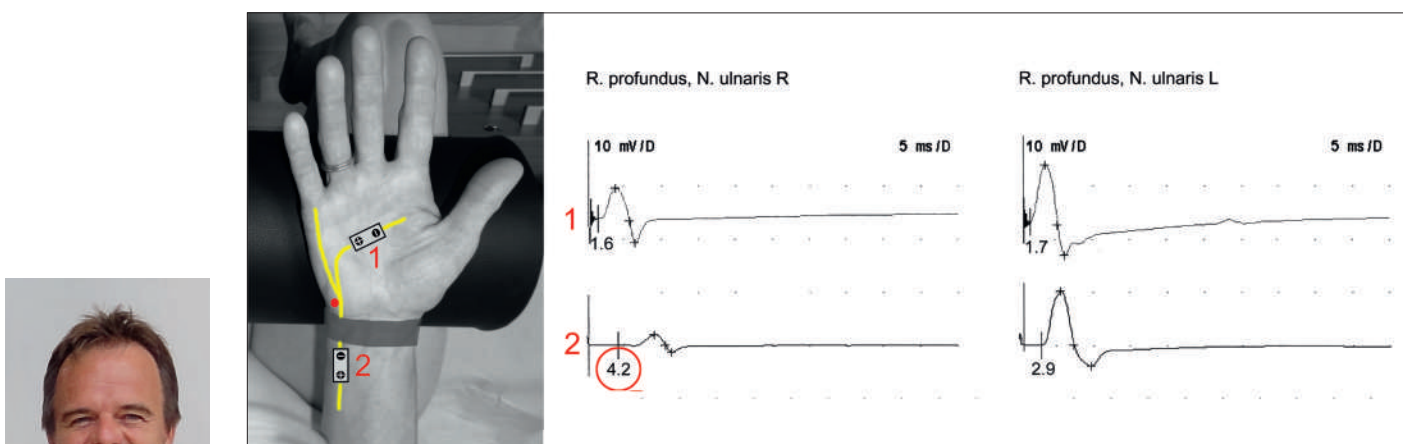 R. profundus, N. ulnaris R
R. profundus, N. ulnaris L
10 mV/D 5 ms/D
10 mV/D 5 ms/D
1
1
1.6
1.7
2
2
4.2
2.9